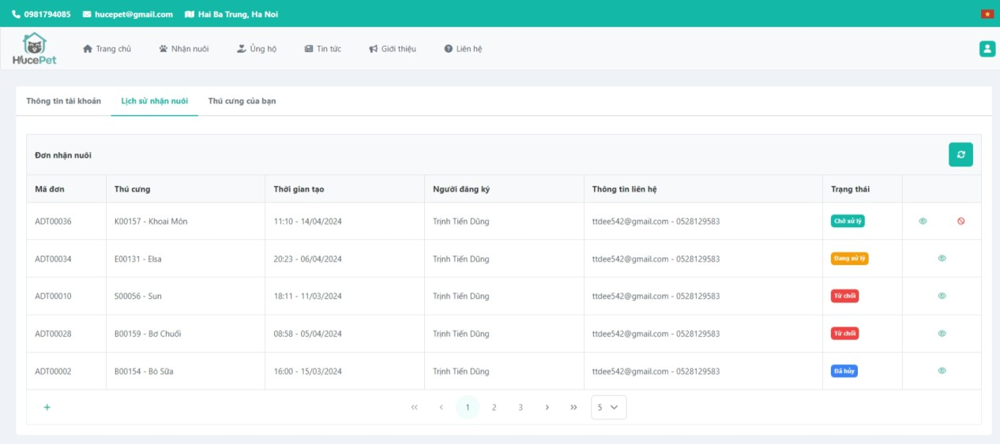 0981794085 hucepet@gmail.com Hai Ba Trung, Ha Noi
HucePet
Trang chủ Nhận nuôi Ủng hộ Tin tức Giới thiệu Liên hệ
Thông tin tài khoản Lịch sử nhận nuôi Thú cưng của bạn
Đơn nhận nuôi
Mã đơn Thú cưng Thời gian tạo Người đăng ký Thông tin liên hệ Trạng thái
ADT00036 K00157 - Khoai Môn 11:10 - 14/04/2024 Trịnh Tiến Dũng ttdee542@gmail.com - 0528129583 Chờ xử lý
ADT00034 E00131 - Elsa 20:23 - 06/04/2024 Trịnh Tiến Dũng ttdee542@gmail.com - 0528129583 Đang xử lý
ADT00010 S00056 - Sun 18:11 - 11/03/2024 Trịnh Tiến Dũng ttdee542@gmail.com - 0528129583 Từ chối
ADT00028 B00159 - Bơ Chuối 08:58 - 05/04/2024 Trịnh Tiến Dũng ttdee542@gmail.com - 0528129583 Từ chối
ADT00002 B00154 - Bò Sữa 16:00 - 15/03/2024 Trịnh Tiến Dũng ttdee542@gmail.com - 0528129583 Đã hủy
+ « ‹ 1 2 3 › » 5